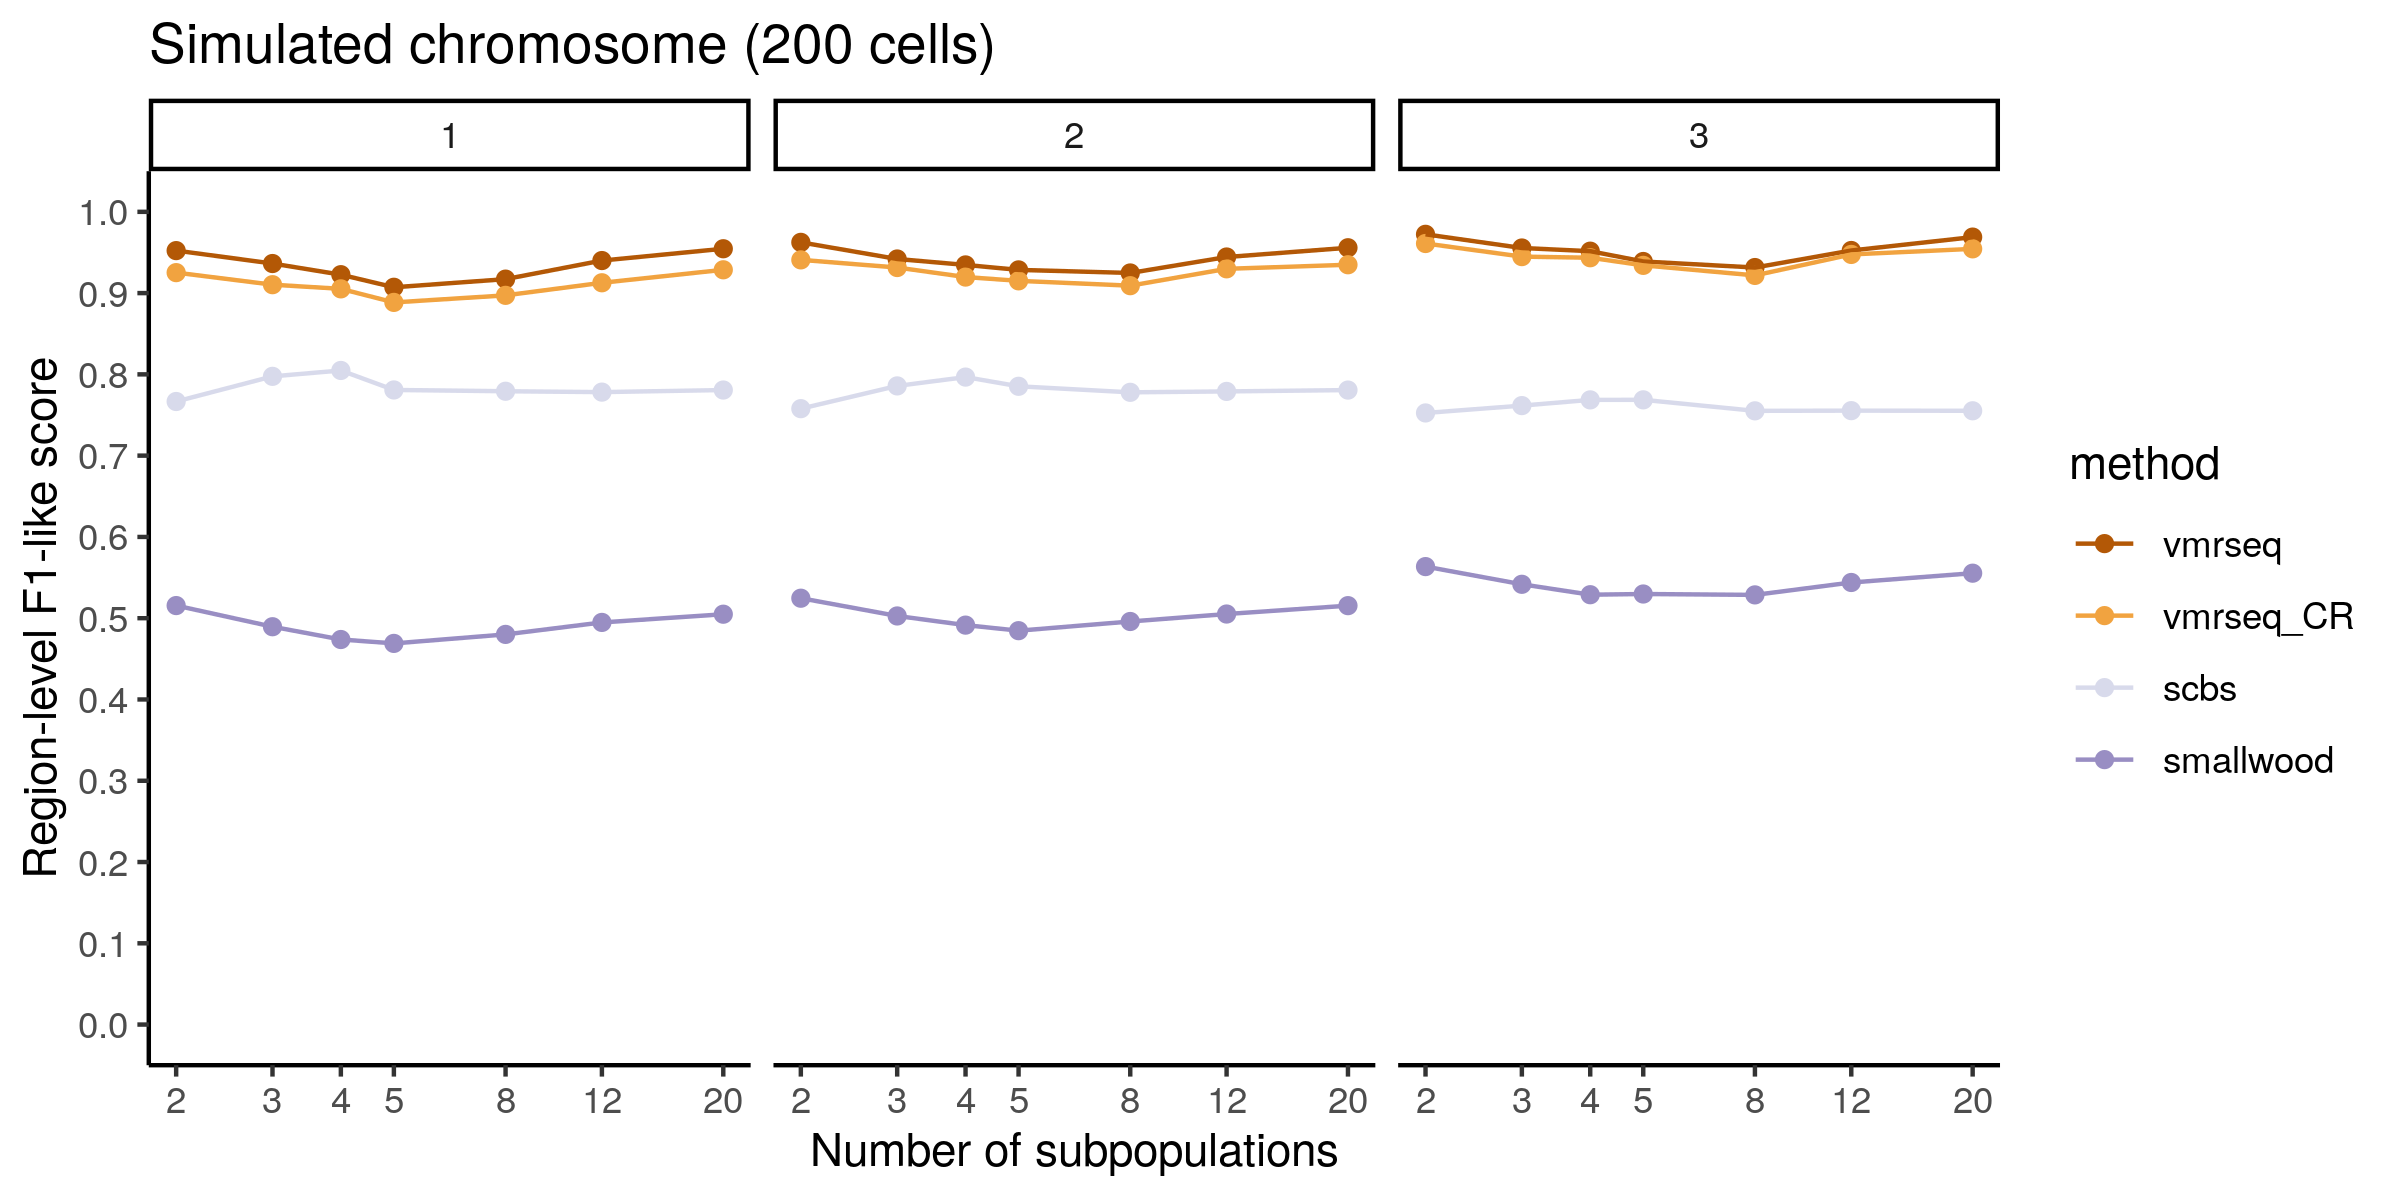 Simulated chromosome (200 cells)
1 2 3
Region-level F1-like score
1.0
0.9
0.8
0.7
0.6
0.5
0.4
0.3
0.2
0.1
0.0
2 3 4 5 8 12 20 2 3 4 5 8 12 20 2 3 4 5 8 12 20
Number of subpopulations
method
vmrseq
vmrseq_CR
scbs
smallwood